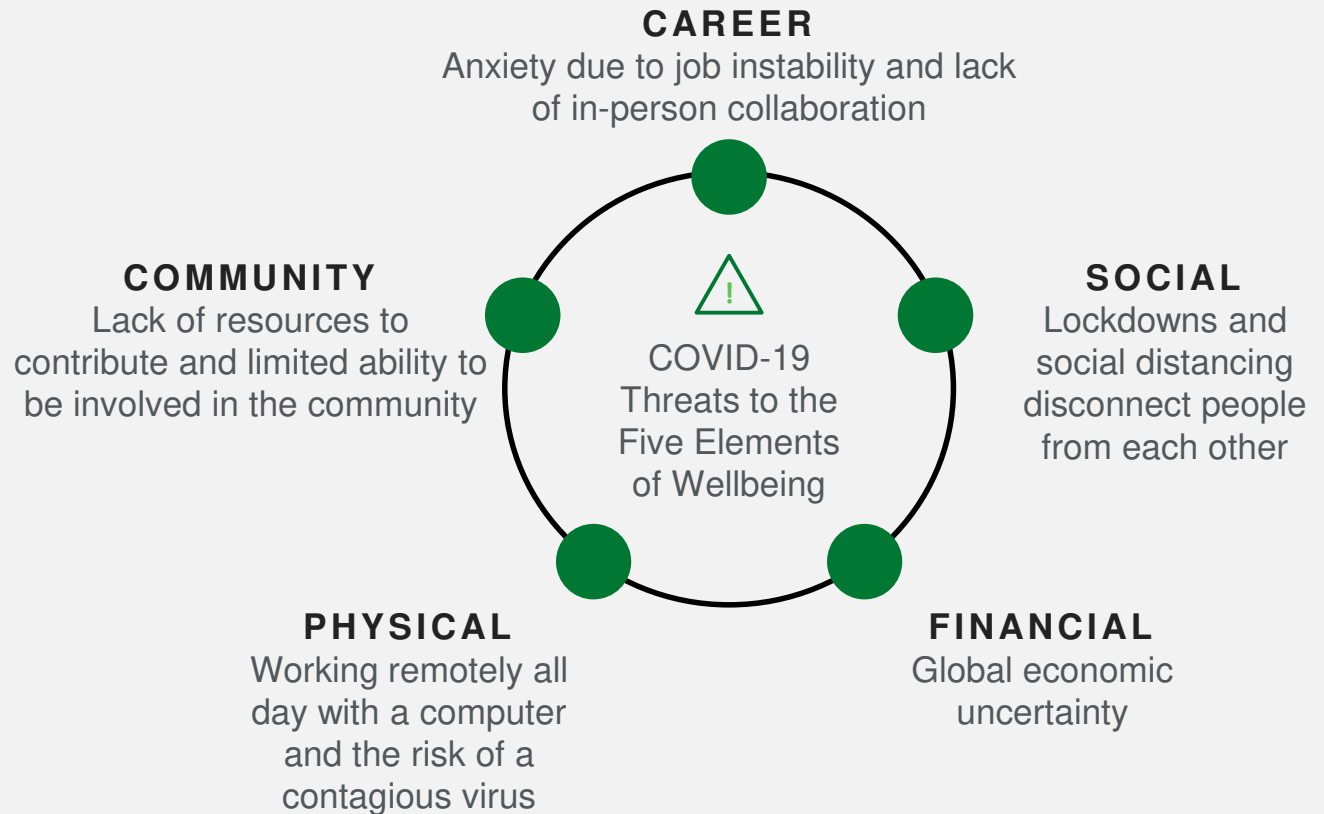 CAREER
Anxiety due to job instability and lack
of in-person collaboration
COMMUNITY
Lack of resources to
contribute and limited ability to
be involved in the community
!
COVID-19
Threats to the
Five Elements
of Wellbeing
SOCIAL
Lockdowns and
social distancing
disconnect people
from each other
PHYSICAL
Working remotely all
day with a computer
and the risk of a
contagious virus
FINANCIAL
Global economic
uncertainty